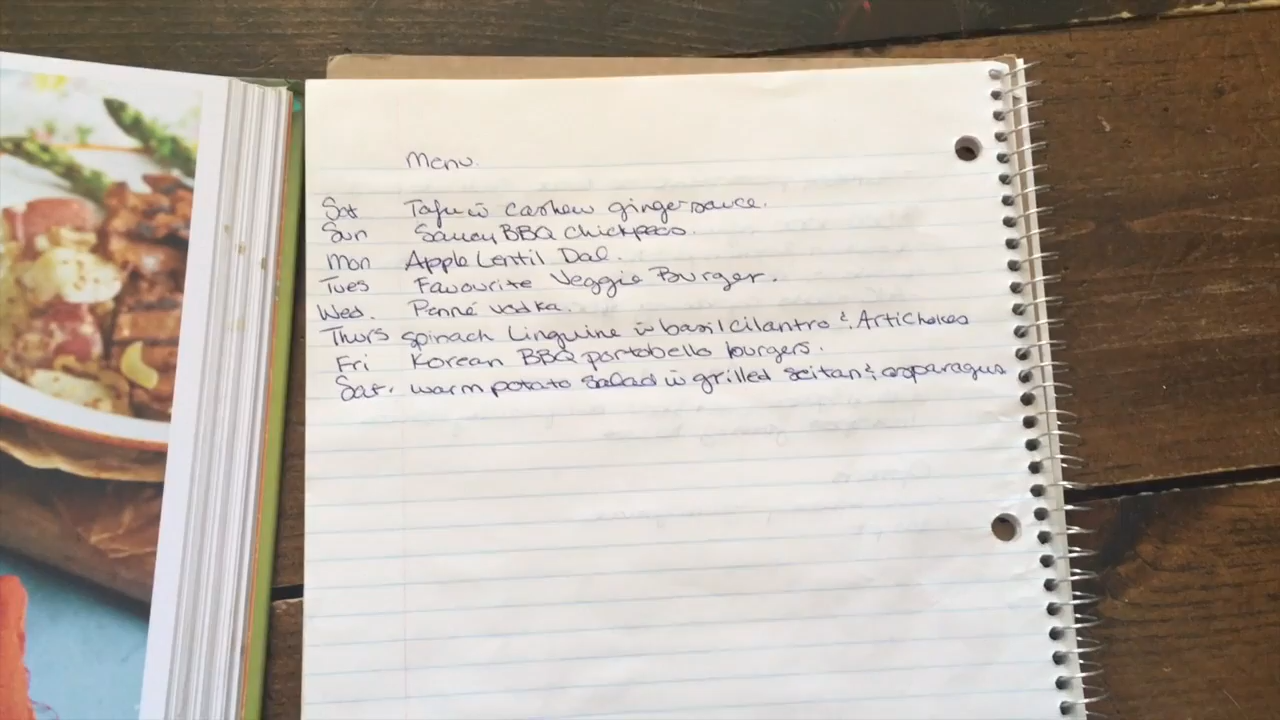 Menu.
Sat Tofu w̄ cashew ginger sauce.
Sun Saucy BBQ Chickpeas.
Mon Apple Lentil Dal.
Tues Favourite Veggie Burger.
Wed. Penné vodka.
Thurs spinach Linguine w̄ basil cilantro & Artichokes
Fri Korean BBQ portobello burgers.
Sat. warm potato salad w̄ grilled seitan & asparagus